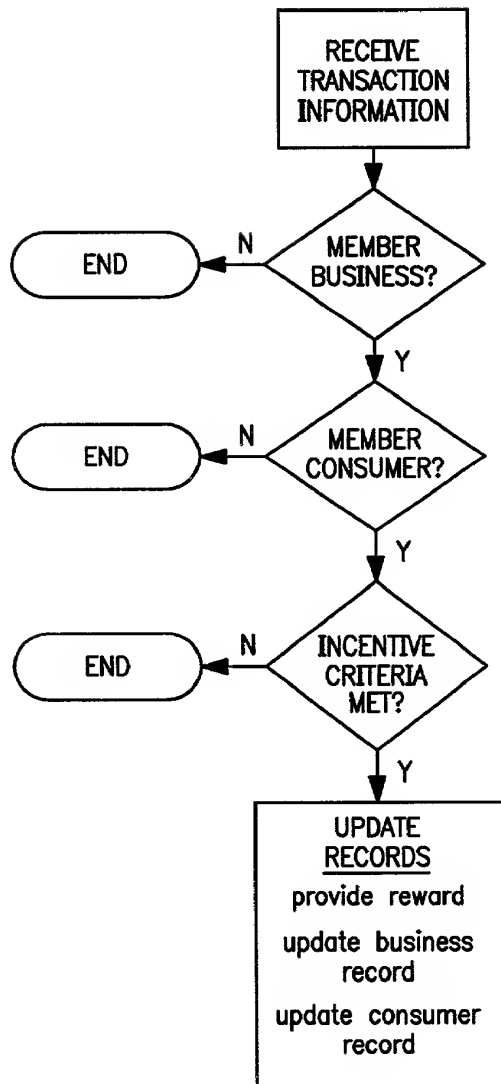 RECEIVE
TRANSACTION
INFORMATION
MEMBER
BUSINESS?
N
END
Y
MEMBER
CONSUMER?
N
END
Y
INCENTIVE
CRITERIA
MET?
N
END
Y
UPDATE
RECORDS
provide reward
update business
record
update consumer
record